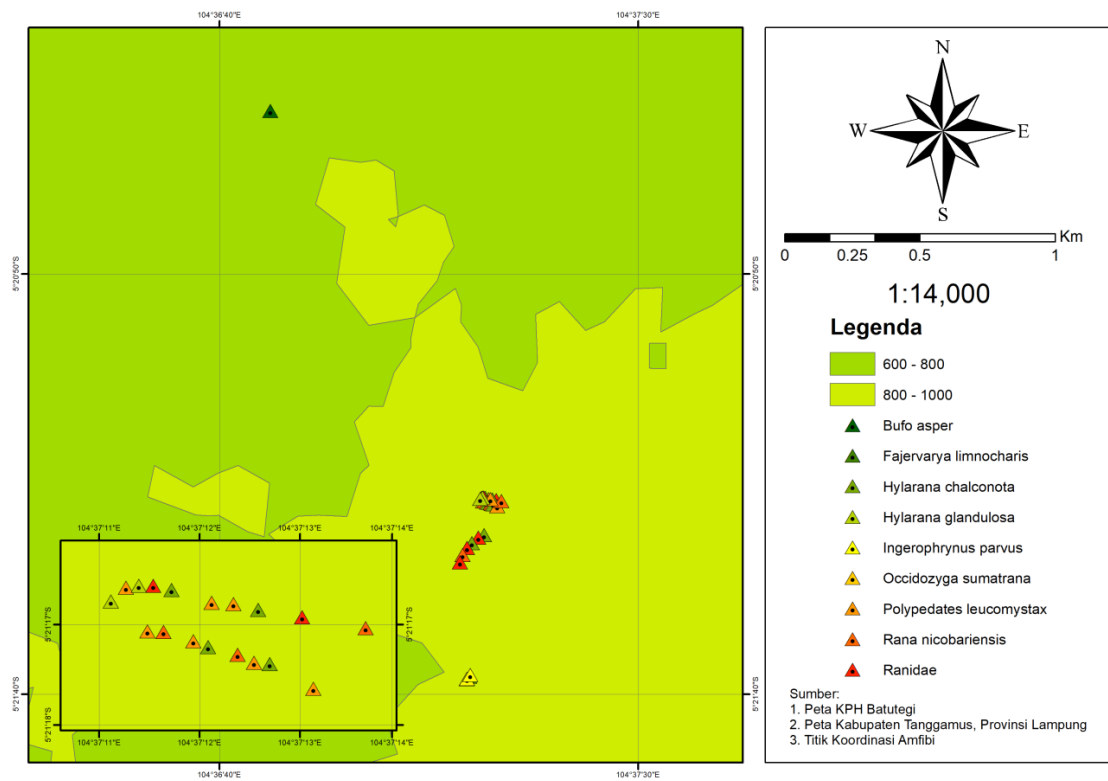 104°36'40"E
104°37'30"E
5°20'50"S
5°20'50"S
104°37'11"E
104°37'12"E
104°37'13"E
104°37'14"E
5°21'17"S
5°21'17"S
5°21'18"S
5°21'18"S
104°37'11"E
104°37'12"E
104°37'13"E
104°37'14"E
5°21'40"S
5°21'40"S
104°36'40"E
104°37'30"E
N
W
E
S
Km
0
0.25
0.5
1
1:14,000
Legenda
600 - 800
800 - 1000
Bufo asper
Fajervarya limnocharis
Hylarana chalconota
Hylarana glandulosa
Ingerophrynus parvus
Occidozyga sumatrana
Polypedates leucomystax
Rana nicobariensis
Ranidae
Sumber:
1. Peta KPH Batutegi
2. Peta Kabupaten Tanggamus, Provinsi Lampung
3. Titik Koordinasi Amfibi